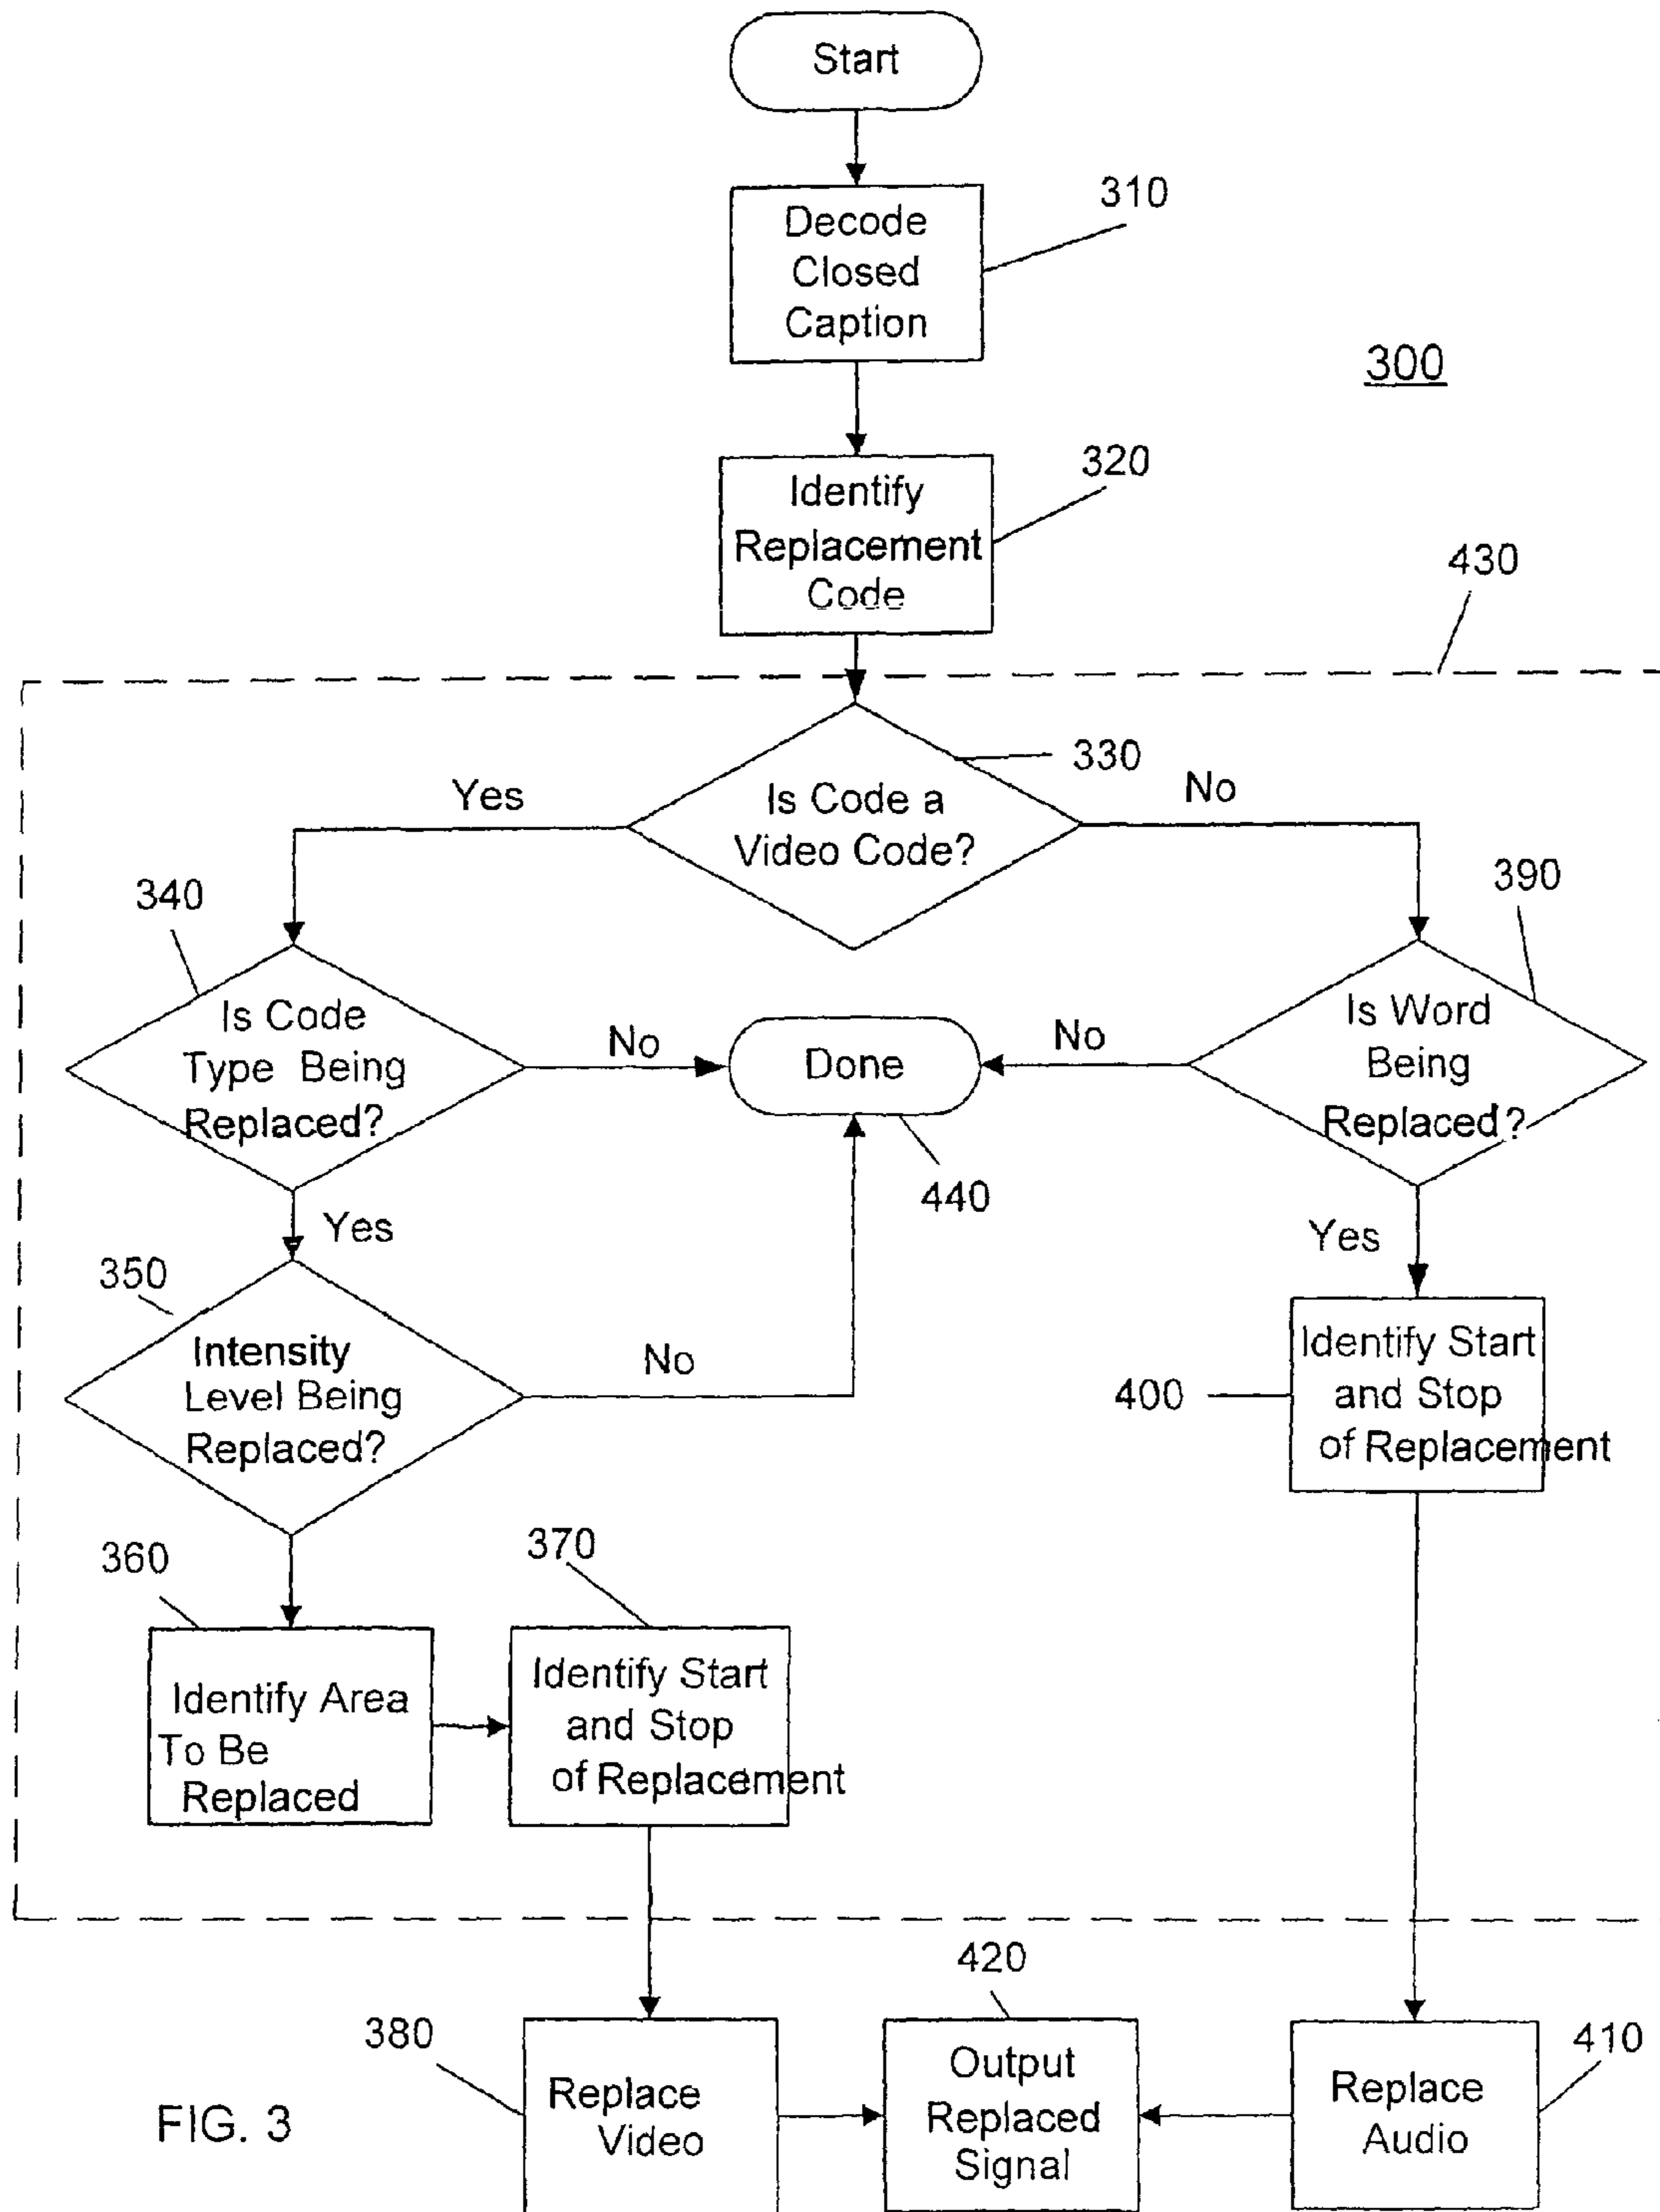 Start
310
Decode
Closed
Caption
300
320
Identify
Replacement
Code
430
330
Yes
No
Is Code a
Video Code?
340
390
Is Code
Type Being
Replaced?
No
Done
No
Is Word
Being
Replaced?
440
Yes
Yes
350
Intensity
Level Being
Replaced?
No
400
Identify Start
and Stop
of Replacement
360
370
Identify Area
To Be
Replaced
Identify Start
and Stop
of Replacement
420
380
410
Replace
Video
Output
Replaced
Signal
Replace
Audio
FIG. 3